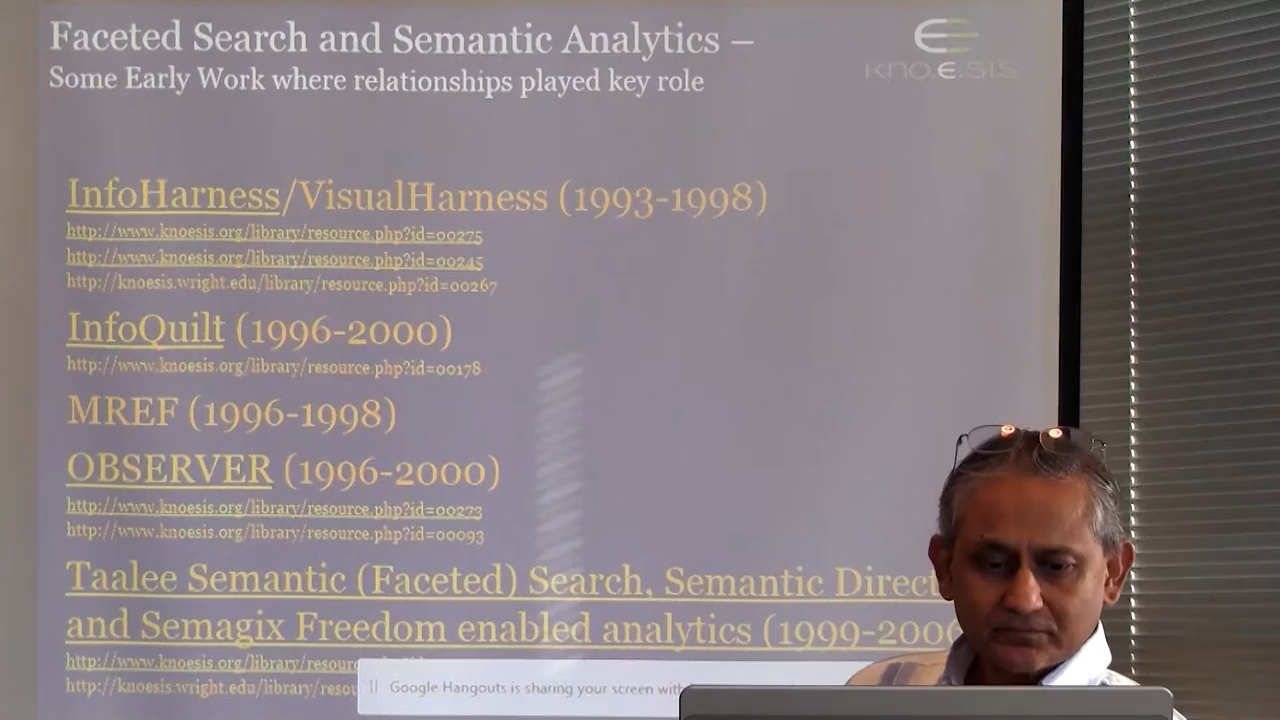 Faceted Search and Semantic Analytics –
Some Early Work where relationships played key role
kno.e.sis
InfoHarness/VisualHarness (1993-1998)
http://www.knoesis.org/library/resource.php?id=00275
http://www.knoesis.org/library/resource.php?id=00245
http://knoesis.wright.edu/library/resource.php?id=00267
InfoQuilt (1996-2000)
http://www.knoesis.org/library/resource.php?id=00178
MREF (1996-1998)
OBSERVER (1996-2000)
http://www.knoesis.org/library/resource.php?id=00273
http://www.knoesis.org/library/resource.php?id=00093
Taalee Semantic (Faceted) Search, Semantic Direct
and Semagix Freedom enabled analytics (1999-200
http://www.knoesis.org/library/resour
http://knoesis.wright.edu/library/resou
Google Hangouts is sharing your screen with